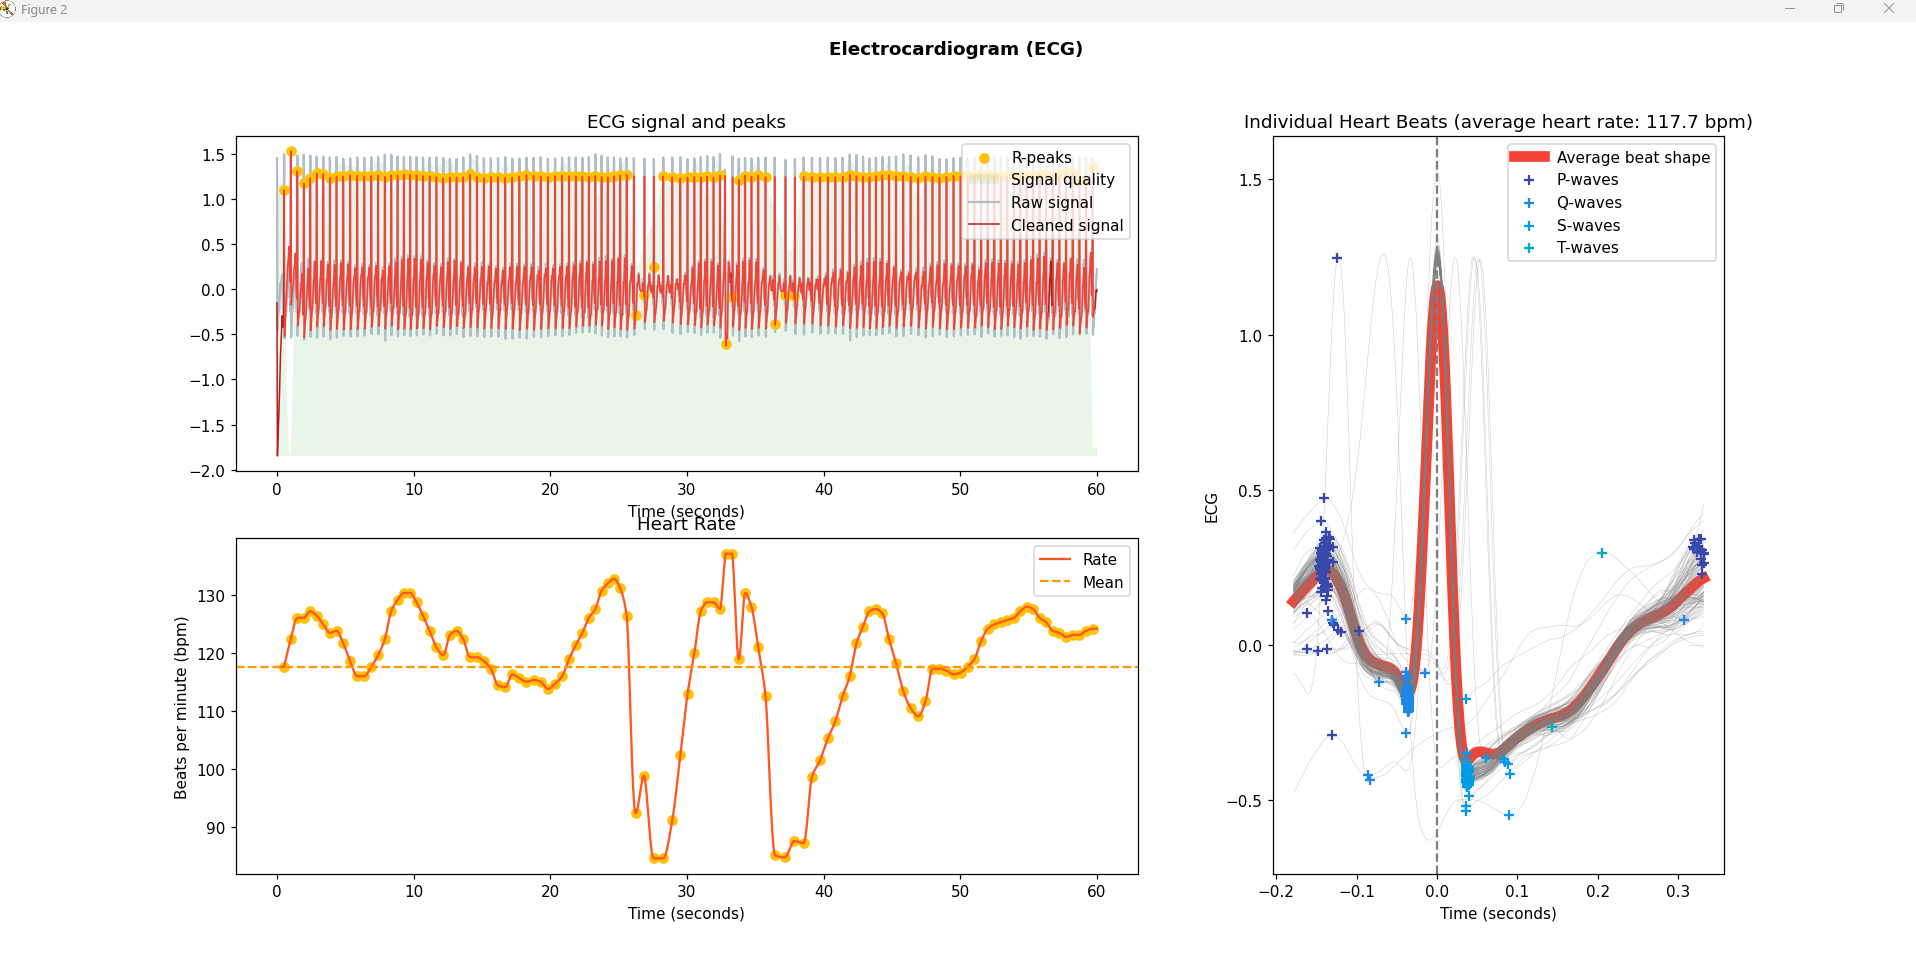 Figure 2
Electrocardiogram (ECG)
ECG signal and peaks
1.5
1.0
0.5
0.0
−0.5
−1.0
−1.5
−2.0
R-peaks
Signal quality
Raw signal
Cleaned signal
0 10 20 30 40 50 60
Time (seconds)
Heart Rate
Beats per minute (bpm)
130
120
110
100
90
Rate
Mean
0 10 20 30 40 50 60
Time (seconds)
Individual Heart Beats (average heart rate: 117.7 bpm)
ECG
1.5
1.0
0.5
0.0
−0.5
Average beat shape
P-waves
Q-waves
S-waves
T-waves
−0.2 −0.1 0.0 0.1 0.2 0.3
Time (seconds)